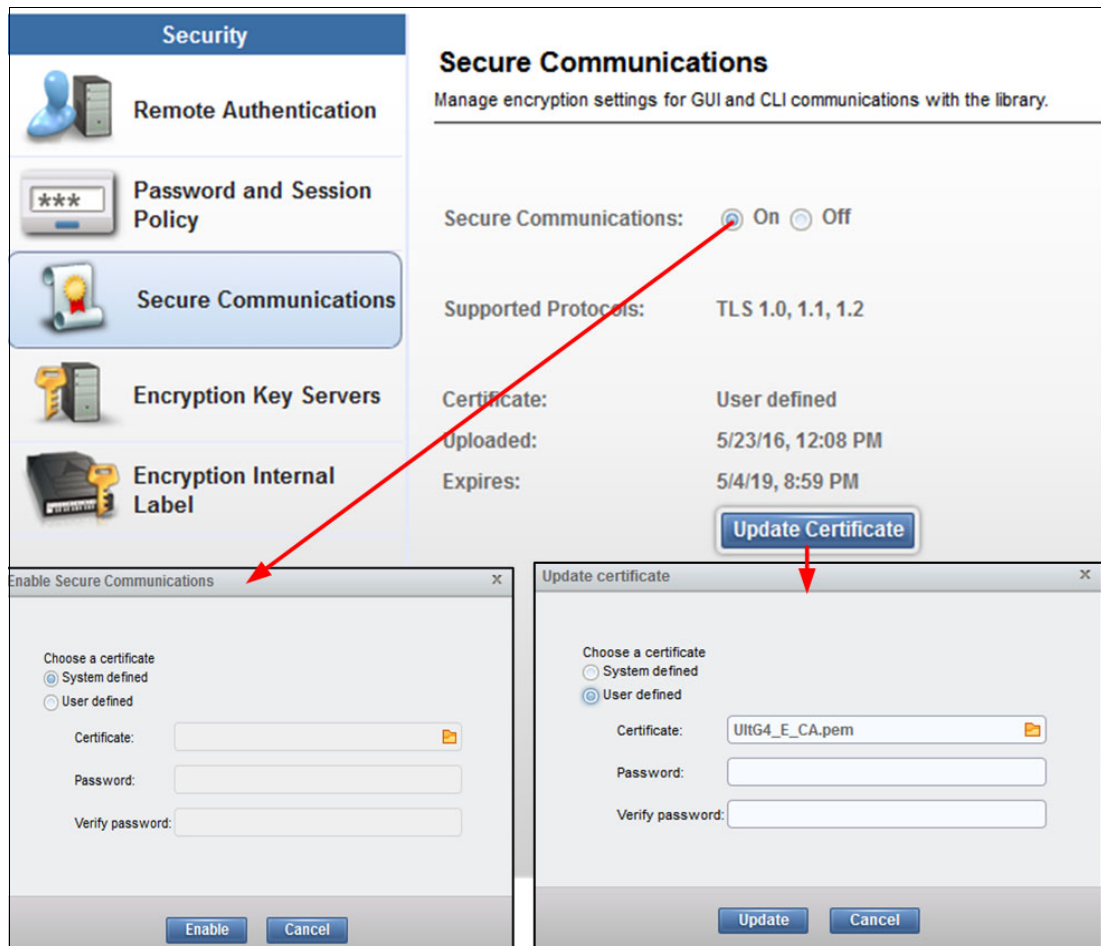 Security
Remote Authentication
***
Password and Session
Policy
Secure Communications
Encryption Key Servers
Encryption Internal
Label
Secure Communications
Manage encryption settings for GUI and CLI communications with the library.
Secure Communications: On Off
Supported Protocols: TLS 1.0, 1.1, 1.2
Certificate: User defined
Uploaded: 5/23/16, 12:08 PM
Expires: 5/4/19, 8:59 PM
Update Certificate
Enable Secure Communications x
Choose a certificate
System defined
User defined
Certificate:
Password:
Verify password:
Enable Cancel
Update certificate x
Choose a certificate
System defined
User defined
Certificate: UltG4_E_CA.pem
Password:
Verify password:
Update Cancel